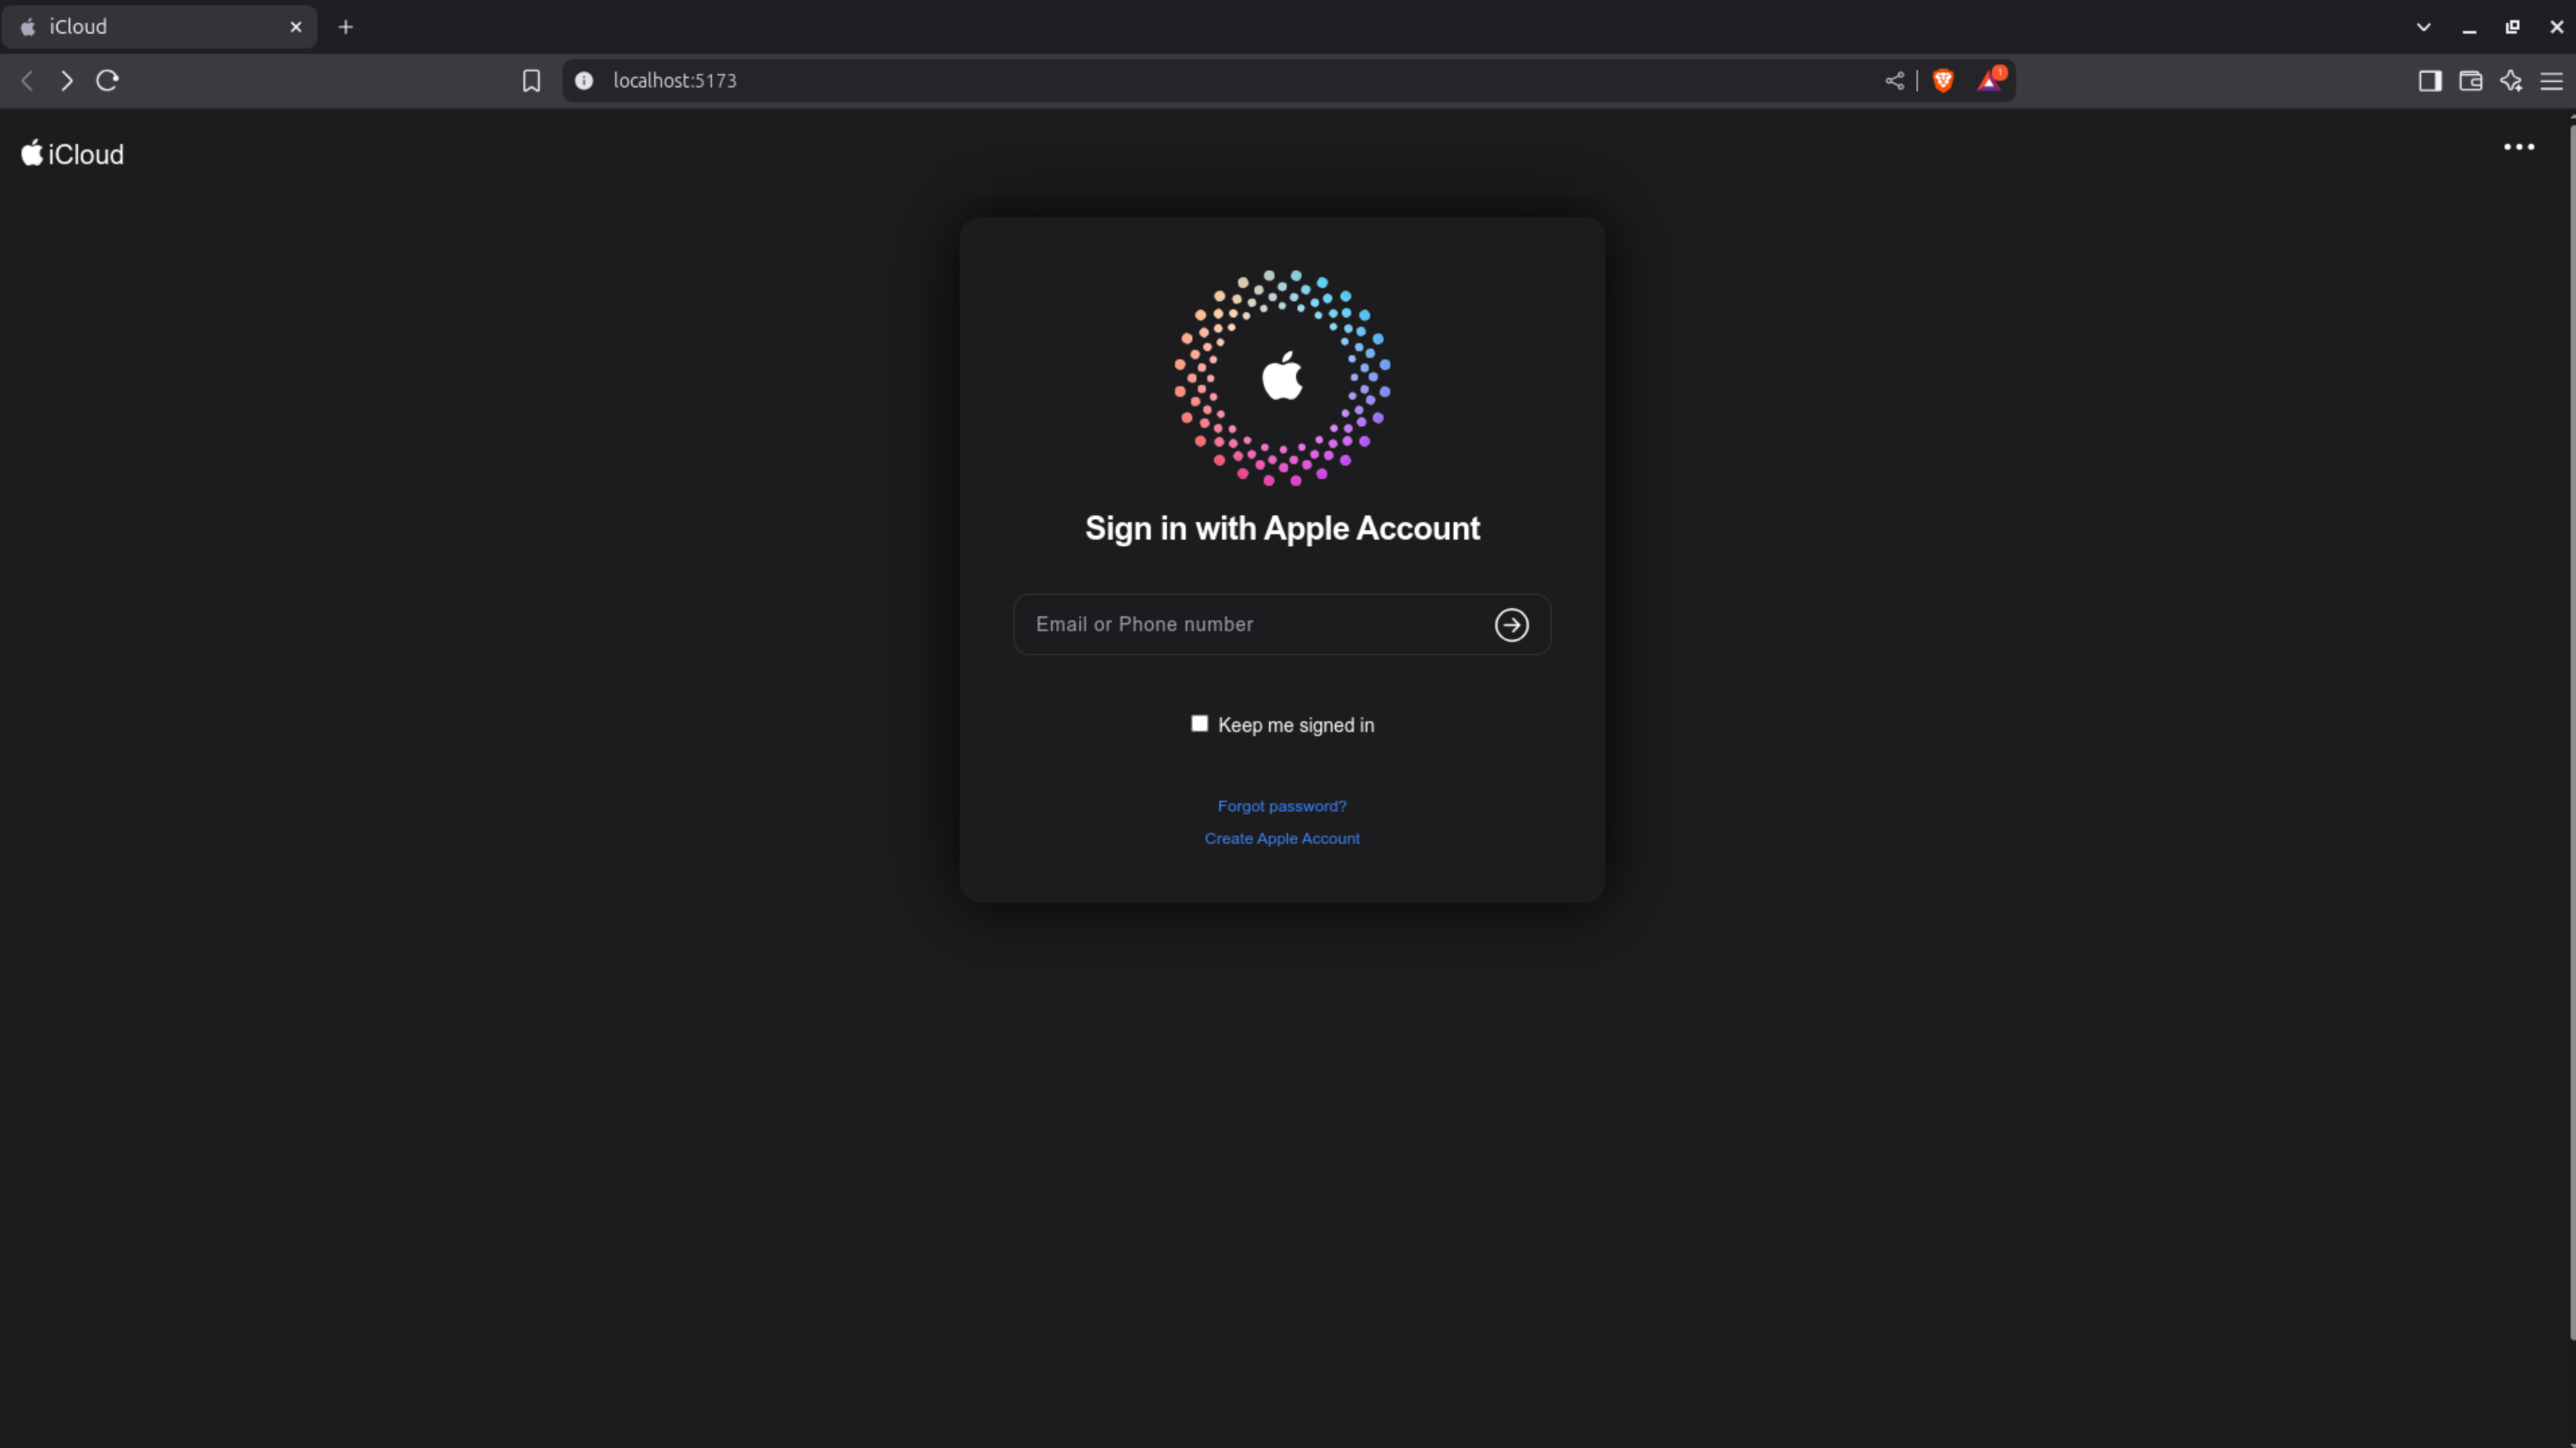 iCloud
localhost:5173
1
iCloud
Sign in with Apple Account
Email or Phone number
Keep me signed in
Forgot password?
Create Apple Account